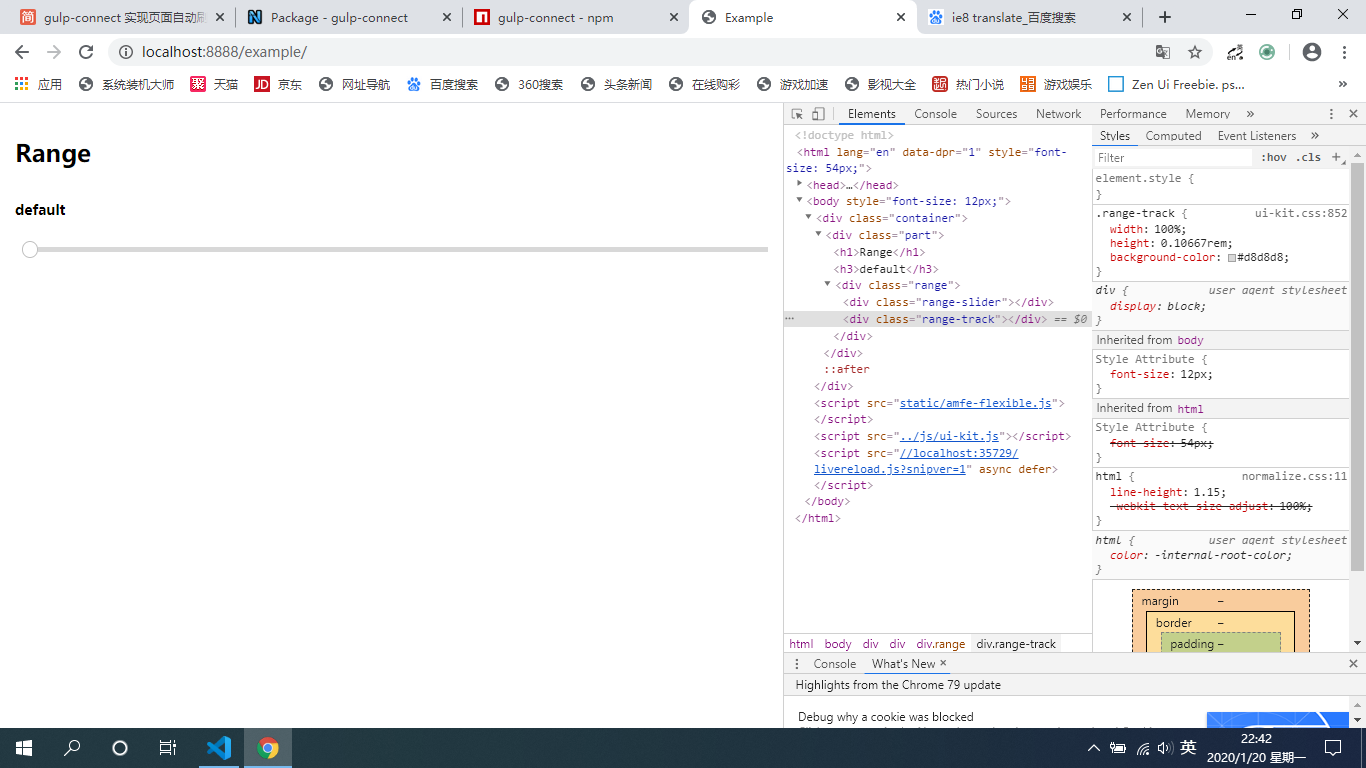 gulp-connect 实现页面自动刷
Package - gulp-connect
gulp-connect - npm
Example
ie8 translate_百度搜索
localhost:8888/example/
应用 系统装机大师 天猫 京东 网址导航 百度搜索 360搜索 头条新闻 在线购彩 游戏加速 影视大全 热门小说 游戏娱乐 Zen Ui Freebie. ps...
Range
default
Elements Console Sources Network Performance Memory »
<!doctype html>
<html lang="en" data-dpr="1" style="font-
size: 54px;">
<head>…</head>
<body style="font-size: 12px;">
<div class="container">
<div class="part">
<h1>Range</h1>
<h3>default</h3>
<div class="range">
<div class="range-slider"></div>
<div class="range-track"></div> == $0
</div>
</div>
::after
</div>
<script src="static/amfe-flexible.js">
</script>
<script src="../js/ui-kit.js"></script>
<script src="//localhost:35729/
livereload.js?snipver=1" async defer>
</script>
</body>
</html>
html body div div div.range div.range-track
Styles Computed Event Listeners »
Filter :hov .cls +
element.style {
}
.range-track { ui-kit.css:852
width: 100%;
height: 0.10667rem;
background-color: #d8d8d8;
}
div { user agent stylesheet
display: block;
}
Inherited from body
Style Attribute {
font-size: 12px;
}
Inherited from html
Style Attribute {
font-size: 54px;
}
html { normalize.css:11
line-height: 1.15;
-webkit-text-size-adjust: 100%;
}
html { user agent stylesheet
color: -internal-root-color;
}
margin –
border –
padding –
Console What's New ×
Highlights from the Chrome 79 update
Debug why a cookie was blocked
英
22:42
2020/1/20 星期一